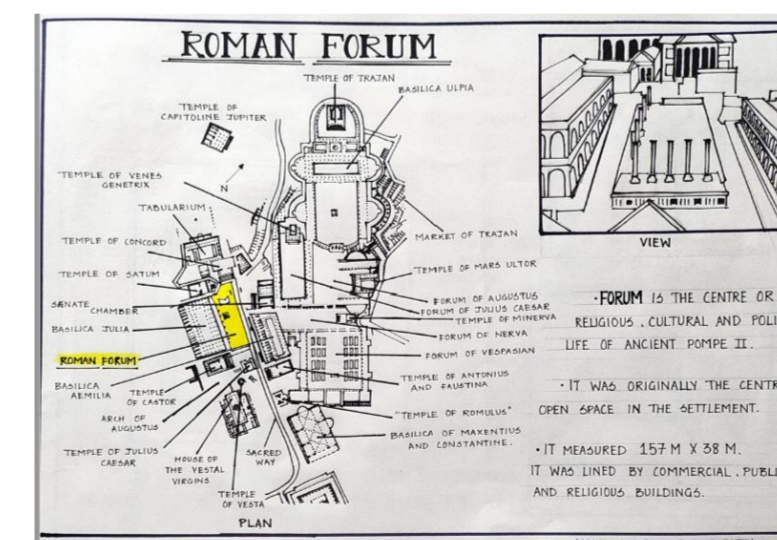 ROMAN FORUM
TEMPLE OF TRAJAN
BASILICA ULPIA
TEMPLE OF
CAPITOLINE JUPITER
TEMPLE OF VENES
GENETRIX
N
TABULARIUM
TEMPLE OF CONCORD
TEMPLE OF SATUM
SENATE CHAMBER
BASILICA JULIA
ROMAN FORUM
BASILICA
AEMILIA
TEMPLE
OF CASTOR
ARCH OF
AUGUSTUS
TEMPLE OF JULIUS
CAESAR
HOUSE OF
THE VESTAL
VIRGINS
SACRED
WAY
TEMPLE
OF VESTA
MARKET OF TRAJAN
TEMPLE OF MARS ULTOR
FORUM OF AUGUSTUS
FORUM OF JULIUS CAESAR
TEMPLE OF MINERVA
FORUM OF NERVA
FORUM OF VESPASIAN
TEMPLE OF ANTONIUS
AND FAUSTINA
"TEMPLE OF ROMULUS"
BASILICA OF MAXENTIUS
AND CONSTANTINE.
PLAN
VIEW
• FORUM IS THE CENTRE OR
RELIGIOUS , CULTURAL AND POLI
LIFE OF ANCIENT POMPE II.
• IT WAS ORIGINALLY THE CENTR
OPEN SPACE IN THE SETTLEMENT.
• IT MEASURED 157 M X 38 M.
IT WAS LINED BY COMMERCIAL , PUBLI
AND RELIGIOUS BUILDINGS.